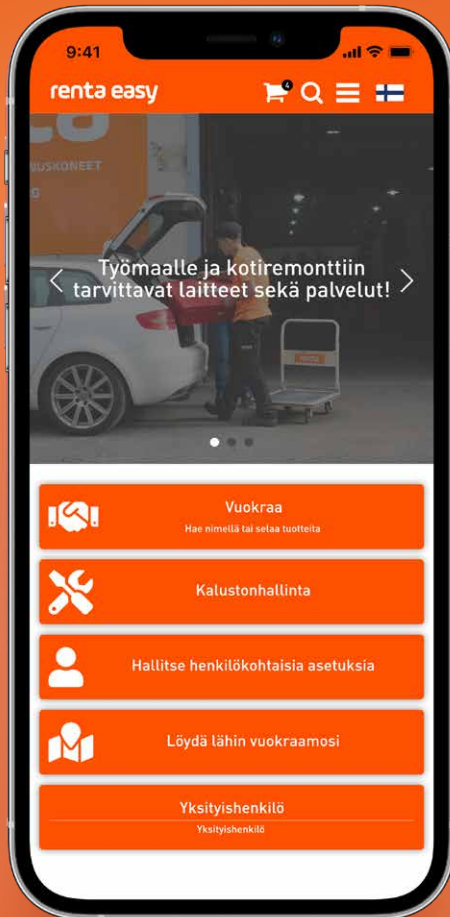 9:41
renta easy
4
NUSKONEET
Työmaalle ja kotiremonttiin
tarvittavat laitteet sekä palvelut!
Vuokraa
Hae nimellä tai selaa tuotteita
Kalustonhallinta
Hallitse henkilökohtaisia asetuksia
Löydä lähin vuokraamosi
Yksityishenkilö
Yksityishenkilö